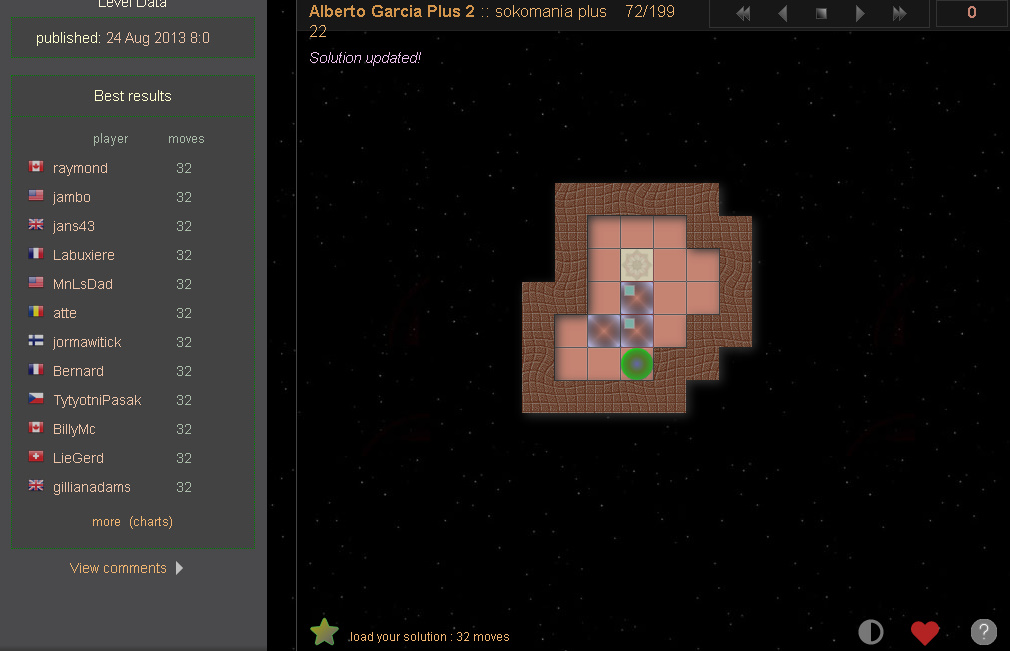 Level Data
published: 24 Aug 2013 8:0
Best results
player moves
raymond 32
jambo 32
jans43 32
Labuxiere 32
MnLsDad 32
atte 32
jormawitick 32
Bernard 32
TytyotniPasak 32
BillyMc 32
LieGerd 32
gillianadams 32
more (charts)
View comments
Alberto Garcia Plus 2 :: sokomania plus 72/199
22
0
Solution updated!
load your solution : 32 moves
?